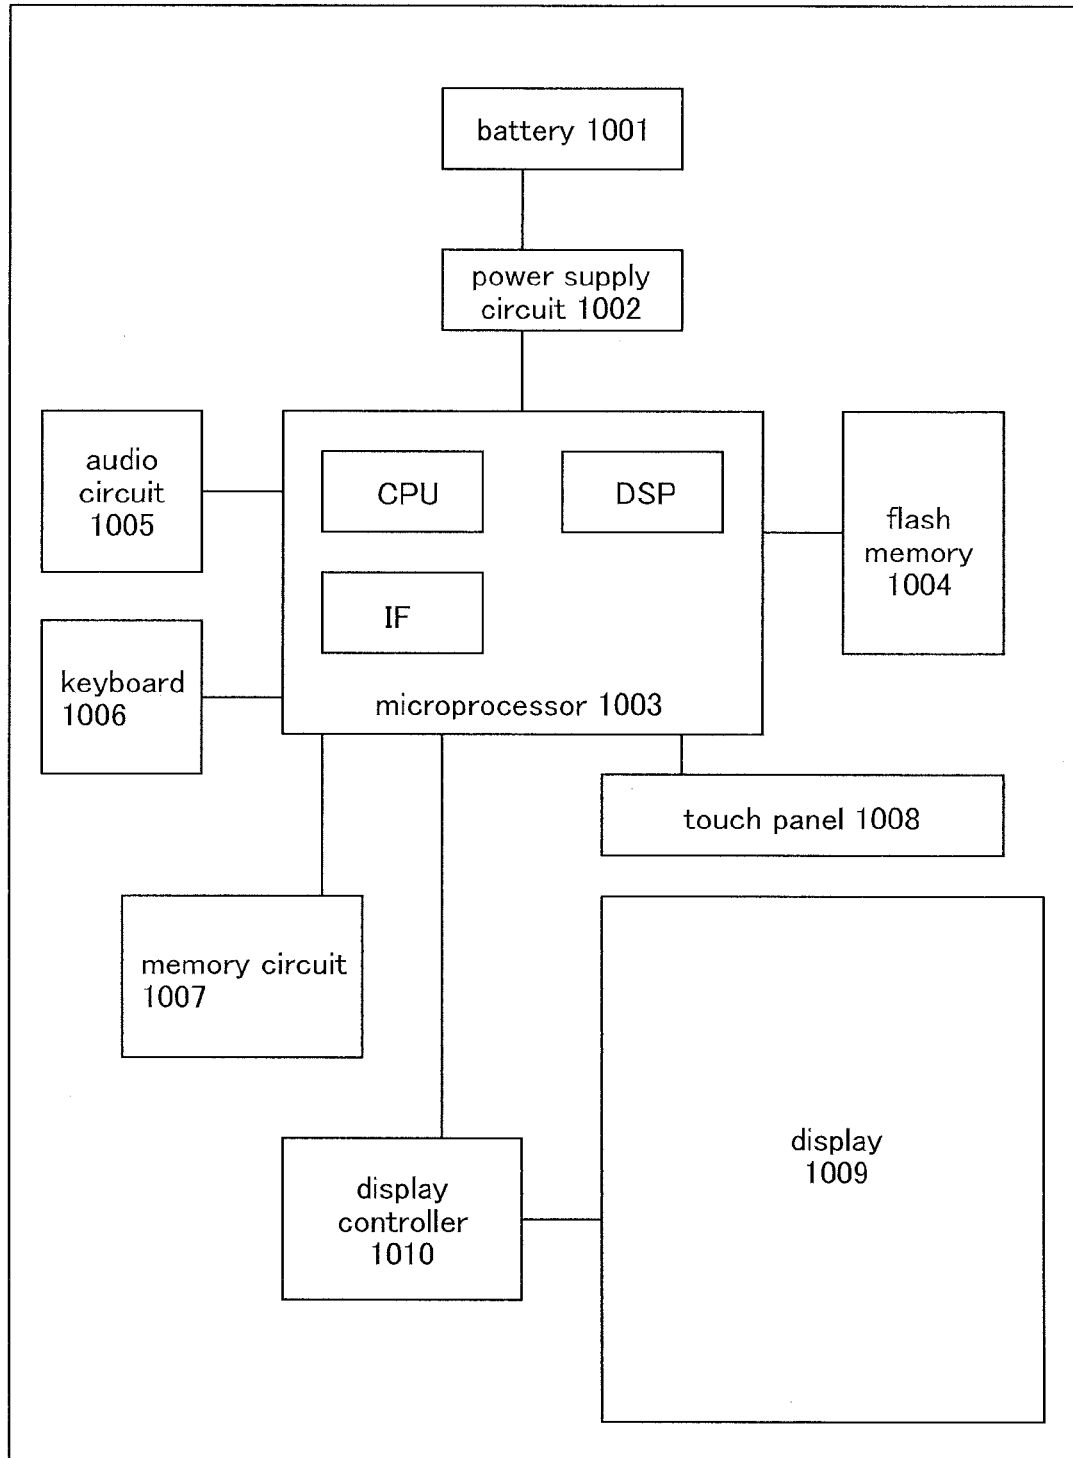 battery 1001
power supply
circuit 1002
audio
circuit
1005
CPU
DSP
flash
memory
1004
IF
keyboard
1006
microprocessor 1003
touch panel 1008
memory circuit
1007
display
1009
display
controller
1010